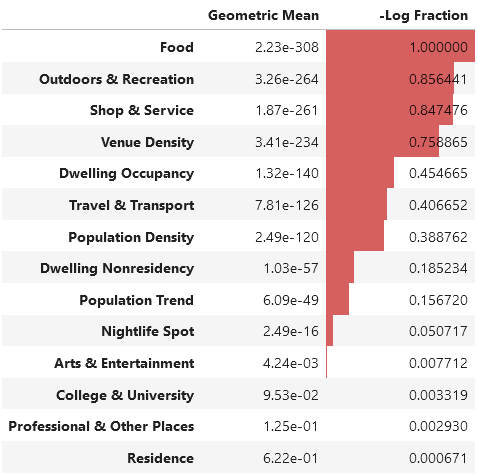 Geometric Mean -Log Fraction
Food 2.23e-308 1.000000
Outdoors & Recreation 3.26e-264 0.856441
Shop & Service 1.87e-261 0.847476
Venue Density 3.41e-234 0.758865
Dwelling Occupancy 1.32e-140 0.454665
Travel & Transport 7.81e-126 0.406652
Population Density 2.49e-120 0.388762
Dwelling Nonresidency 1.03e-57 0.185234
Population Trend 6.09e-49 0.156720
Nightlife Spot 2.49e-16 0.050717
Arts & Entertainment 4.24e-03 0.007712
College & University 9.53e-02 0.003319
Professional & Other Places 1.25e-01 0.002930
Residence 6.22e-01 0.000671